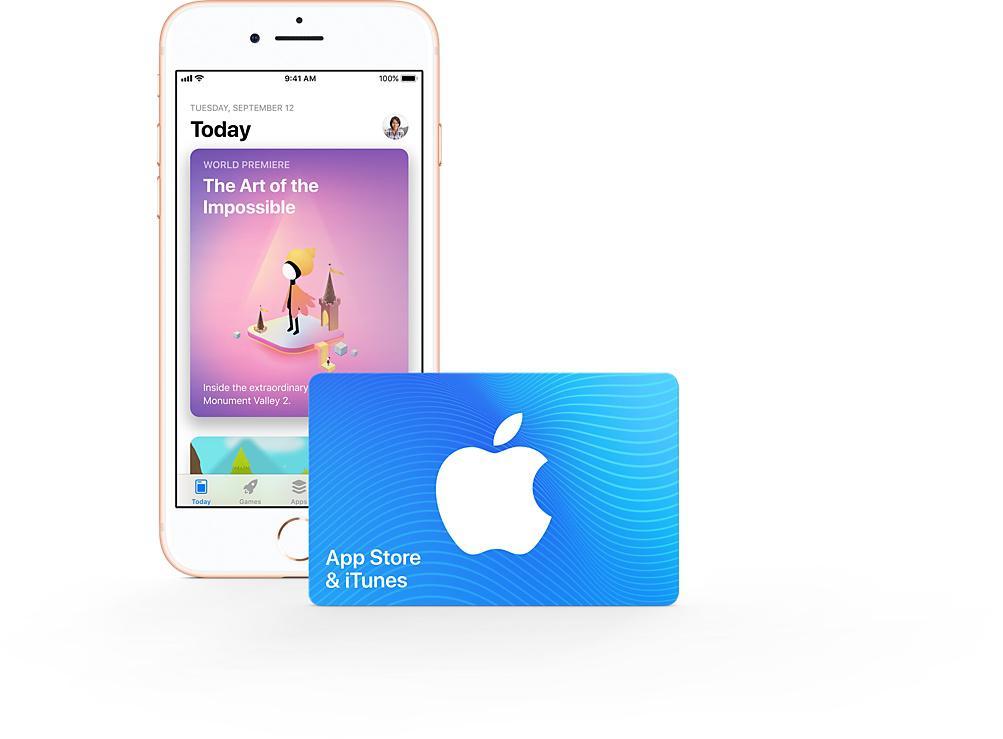 9:41 AM
100%
TUESDAY, SEPTEMBER 12
Today
WORLD PREMIERE
The Art of the
Impossible
Inside the extraordinary
Monument Valley 2.
Today
Games
Apps
App Store
& iTunes